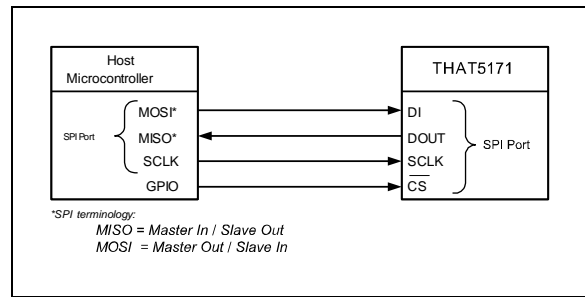 Host
Microcontroller
THAT5171
MOSI*
DI
SPI Port
MISO*
DOUT
SPI Port
SCLK
SCLK
GPIO
CS
*SPI terminology:
MISO = Master In / Slave Out
MOSI = Master Out / Slave In